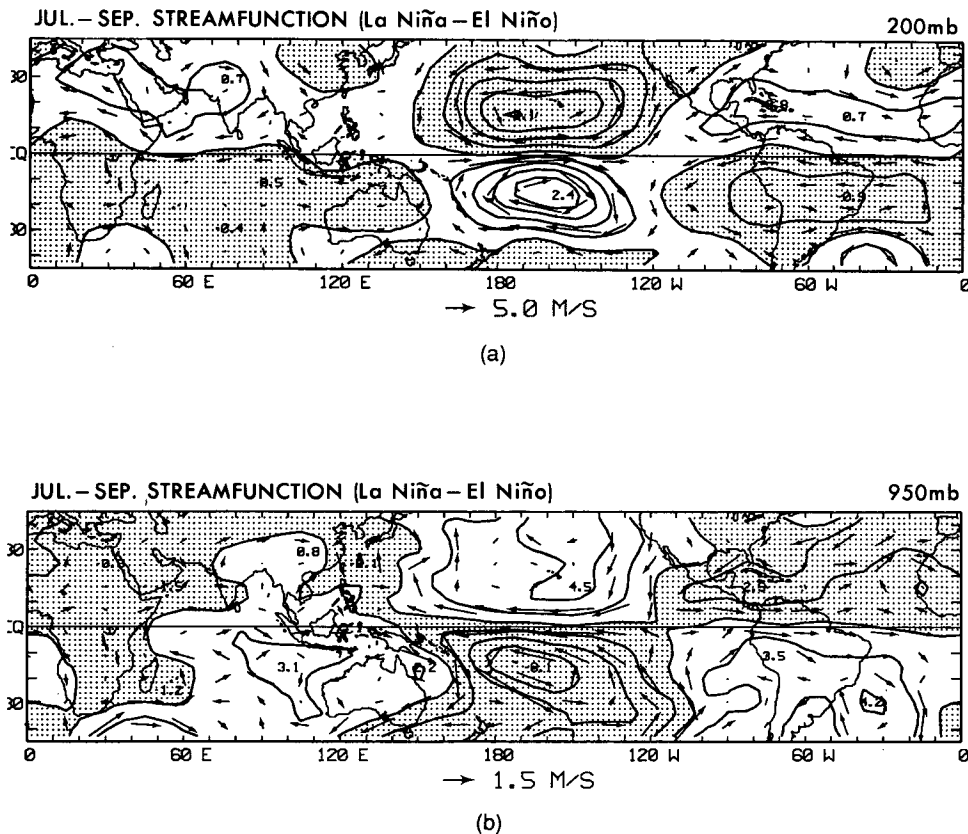 JUL.–SEP. STREAMFUNCTION (La Niña–El Niño) 200mb
30
0.7
0.7
EQ
0.5
2.4
30
0.4
0 60 E 120 E 180 120 W 60 W 0
→ 5.0 M/S
(a)
JUL.–SEP. STREAMFUNCTION (La Niña–El Niño) 950mb
30
0.8
4.5
EQ
3.1
3.5
30
0 60 E 120 E 180 120 W 60 W 0
→ 1.5 M/S
(b)